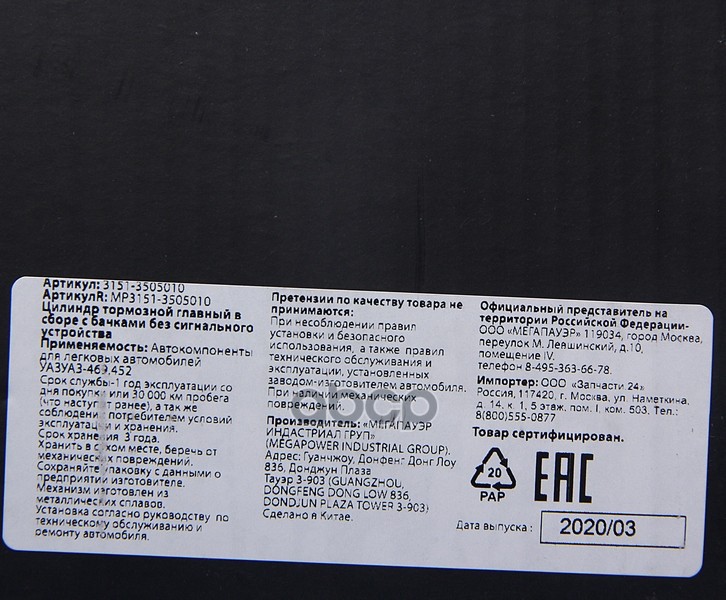 Артикул: 3151-3505010
АртикулR: MP3151-3505010
Цилиндр тормозной главный в
сборе с бачками без сигнального
устройства
Применяемость: Автокомпоненты
для легковых автомобилей
УАЗУАЗ-469,452
Срок службы-1 год эксплуатации со
дня покупки или 30 000 км пробега
(что наступит ранее), а так же
соблюдении потребителем условий
эксплуатации и хранения.
Срок хранения 3 года.
Хранить в сухом месте, беречь от
механических повреждений.
Сохраняйте упаковку с данными о
предприятии изготовителе.
Механизм изготовлен из
металлических сплавов.
Установка согласно руководству по
техническому обслуживанию и
ремонту автомобиля.
Претензии по качеству товара не
принимаются:
При несоблюдении правил
установки и безопасного
использования, а также правил
технического обслуживания и
эксплуатации, установленных
заводом-изготовителем автомобиля.
При наличии механических
повреждений.
Производитель: «МЕГАПАУЭР
ИНДАСТРИАЛ ГРУП»
(MEGAPOWER INDUSTRIAL GROUP).
Адрес: Гуанчжоу, Донфенг Донг Лоу
836, Донджун Плаза
Тауэр 3-903 (GUANGZHOU,
DONGFENG DONG LOW 836,
DONDJUN PLAZA TOWER 3-903)
Сделано в Китае.
Официальный представитель на
территории Российской Федерации-
ООО «МЕГАПАУЭР» 119034, город Москва,
переулок М. Левшинский, д.10,
помещение IV.
телефон 8-495-363-66-78.
Импортер: ООО «Запчасти 24»
Россия, 117420, г. Москва, ул. Наметкина,
д. 14, к. 1, 5 этаж. пом. I. ком. 503, Тел.:
8(800)555-0877
Товар сертифицирован.
20
PAP
EAC
Дата выпуска : 2020/03
abcp